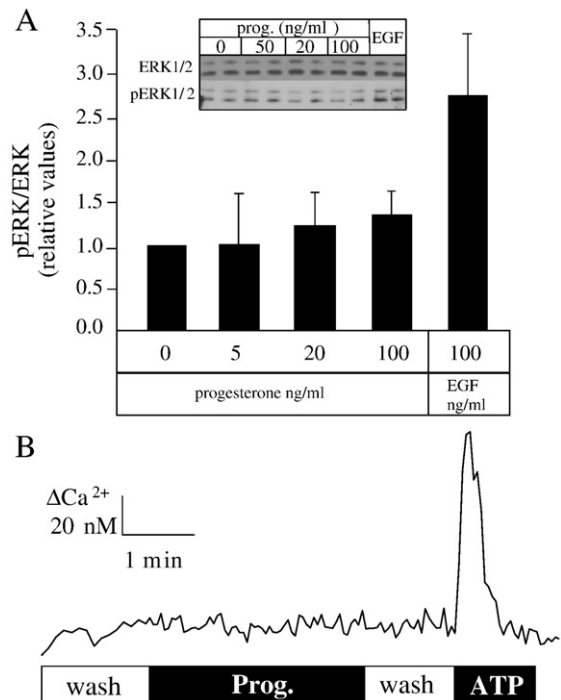 A
prog. (ng/ml ) EGF
0 50 20 100
ERK1/2
pERK1/2
3.5
3.0
2.5
2.0
1.5
1.0
0.5
0.0
pERK/ERK
(relative values)
0 5 20 100 100
progesterone ng/ml
EGF
ng/ml
B
ΔCa 2+
20 nM
1 min
wash Prog. wash ATP